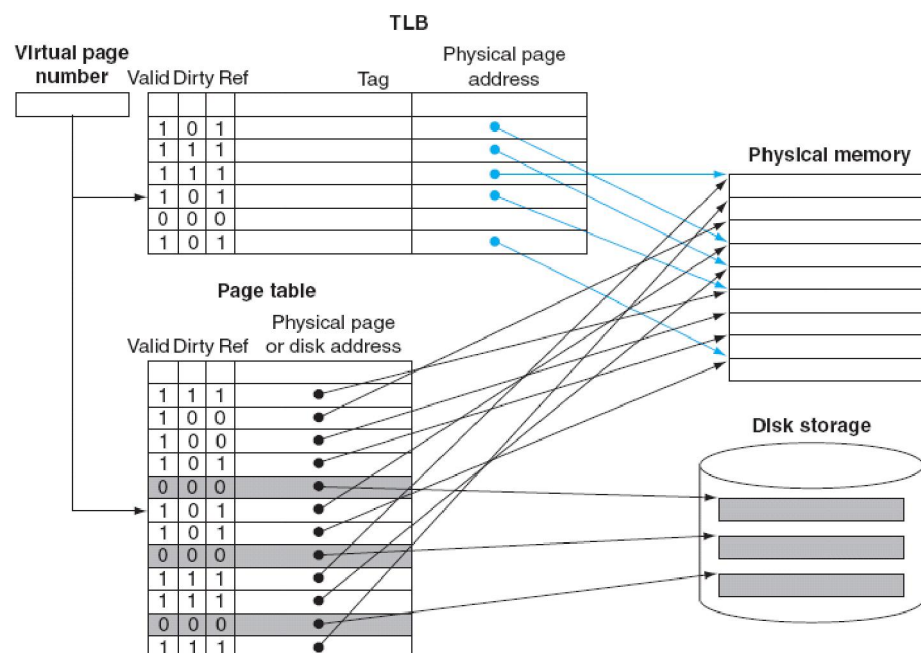 TLB
Virtual page
number
Valid Dirty Ref
Tag
Physical page
address
1 0 1
1 1 1
1 1 1
1 0 1
0 0 0
1 0 1
Physical memory
Page table
Physical page
or disk address
Valid Dirty Ref
1 1 1
1 0 0
1 0 0
1 0 1
0 0 0
1 0 1
1 0 1
0 0 0
1 1 1
1 1 1
0 0 0
1 1 1
Disk storage